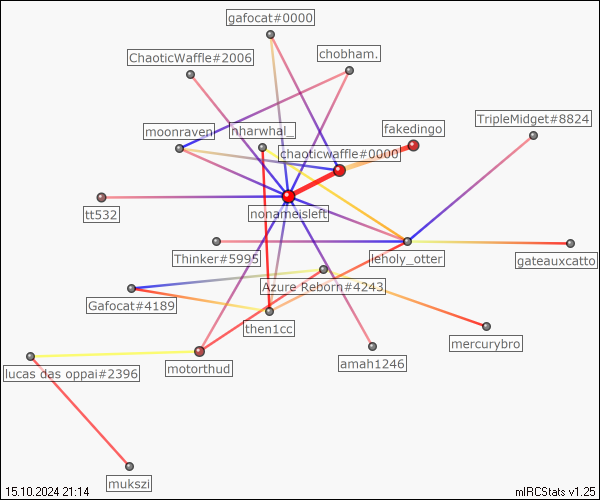 gafocat#0000
chobham.
ChaoticWaffle#2006
TripleMidget#8824
fakedingo
moonraven
nharwhal_
chaoticwaffle#0000
tt532
nonameisleft
Thinker#5995
leholy_otter
gateauxcatto
Azure Reborn#4243
Gafocat#4189
then1cc
mercurybro
amah1246
motorthud
lucas das oppai#2396
mukszi
15.10.2024 21:14
mIRCStats v1.25